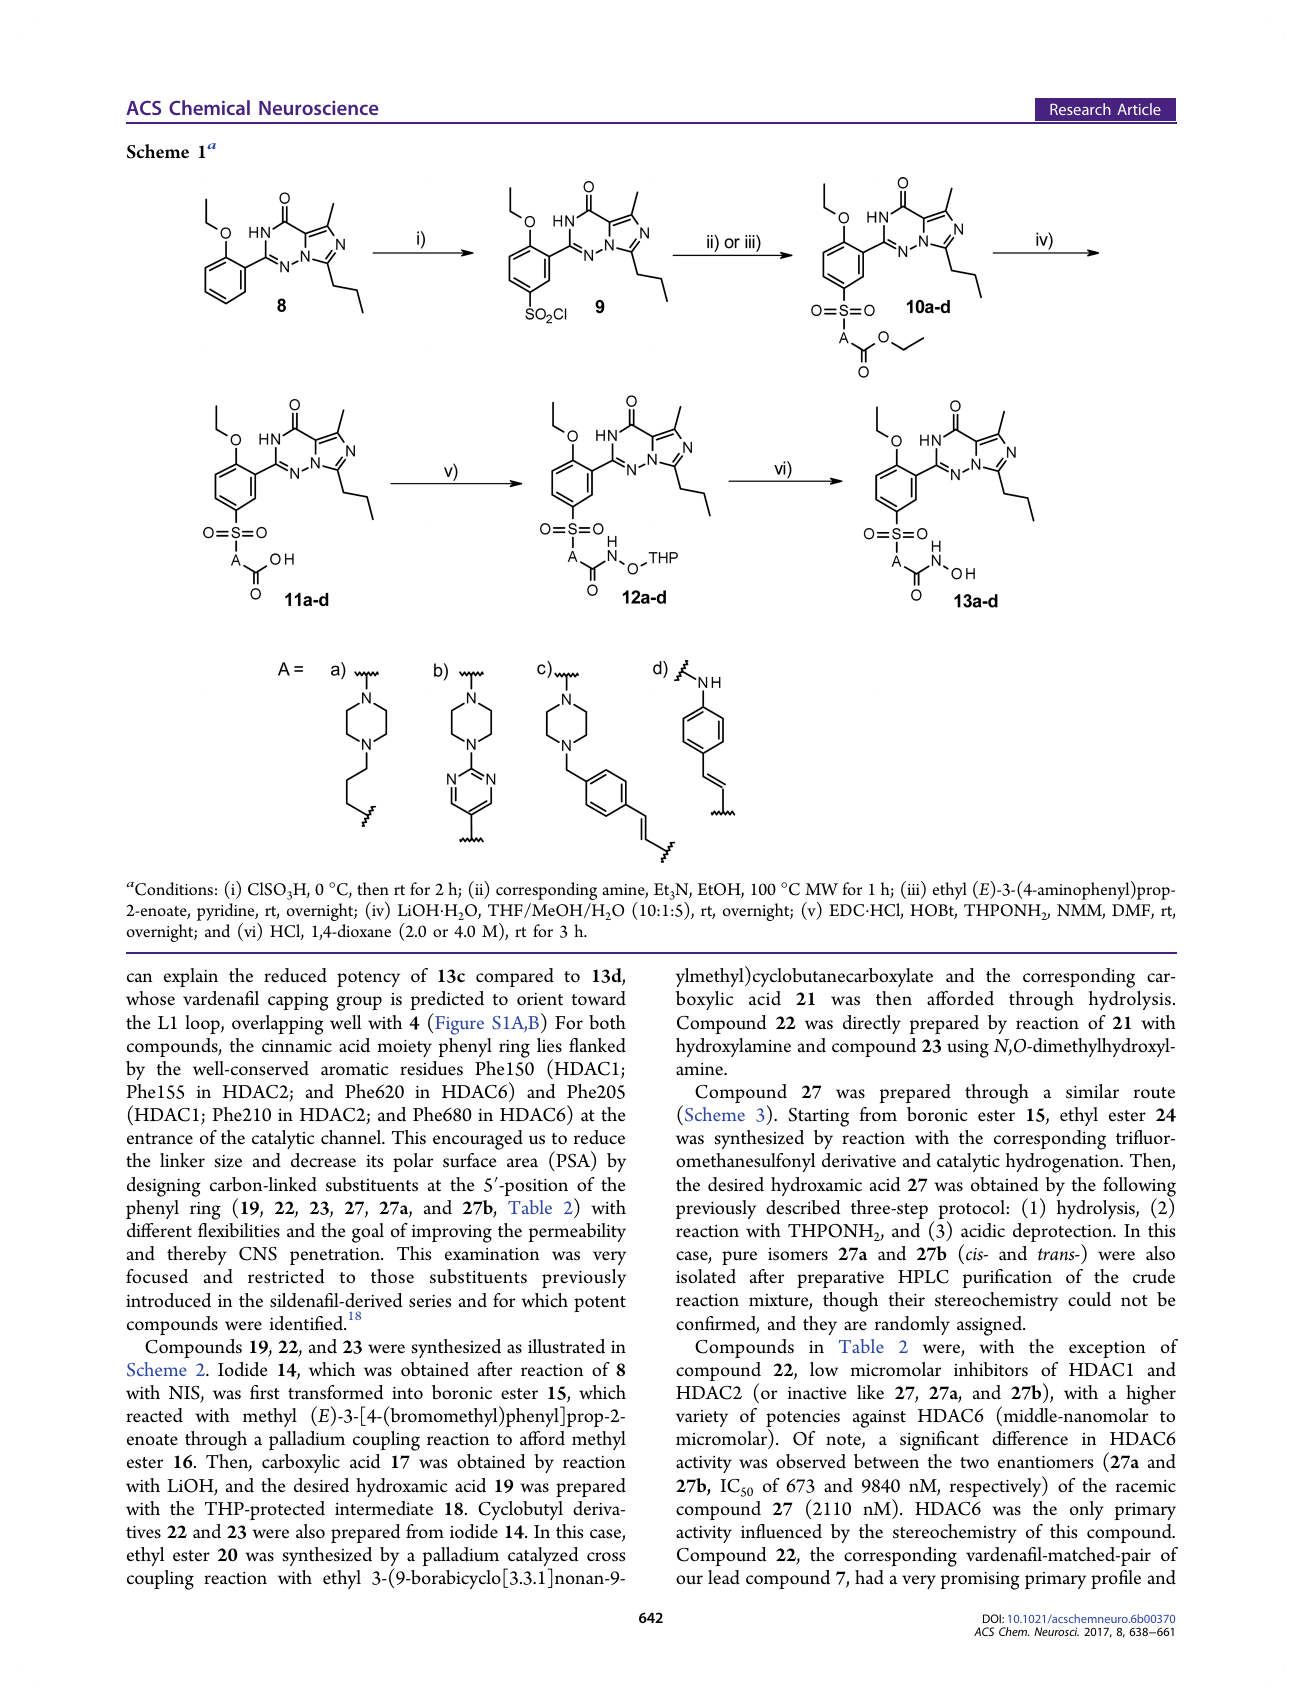 ACS Chemical Neuroscience
Research Article
Scheme 1a
O
O
HN
N
N
N
8
i)
O
O
HN
N
N
N
SO2Cl
9
ii) or iii)
O
O
HN
N
N
N
O=S=O
A
O
O
10a-d
iv)
O
O
HN
N
N
N
O=S=O
A
OH
O
11a-d
v)
O
O
HN
N
N
N
O=S=O
A
H
N
O
THP
O
12a-d
vi)
O
O
HN
N
N
N
O=S=O
A
H
N
OH
O
13a-d
A =
a)
N
N
b)
N
N
N
N
c)
N
N
d)
NH
aConditions: (i) ClSO3H, 0 °C, then rt for 2 h; (ii) corresponding amine, Et3N, EtOH, 100 °C MW for 1 h; (iii) ethyl (E)-3-(4-aminophenyl)prop-
2-enoate, pyridine, rt, overnight; (iv) LiOH·H2O, THF/MeOH/H2O (10:1:5), rt, overnight; (v) EDC·HCl, HOBt, THPONH2, NMM, DMF, rt,
overnight; and (vi) HCl, 1,4-dioxane (2.0 or 4.0 M), rt for 3 h.
can explain the reduced potency of 13c compared to 13d,
whose vardenafil capping group is predicted to orient toward
the L1 loop, overlapping well with 4 (Figure S1A,B) For both
compounds, the cinnamic acid moiety phenyl ring lies flanked
by the well-conserved aromatic residues Phe150 (HDAC1;
Phe155 in HDAC2; and Phe620 in HDAC6) and Phe205
(HDAC1; Phe210 in HDAC2; and Phe680 in HDAC6) at the
entrance of the catalytic channel. This encouraged us to reduce
the linker size and decrease its polar surface area (PSA) by
designing carbon-linked substituents at the 5′-position of the
phenyl ring (19, 22, 23, 27, 27a, and 27b, Table 2) with
different flexibilities and the goal of improving the permeability
and thereby CNS penetration. This examination was very
focused and restricted to those substituents previously
introduced in the sildenafil-derived series and for which potent
compounds were identified.18
Compounds 19, 22, and 23 were synthesized as illustrated in
Scheme 2. Iodide 14, which was obtained after reaction of 8
with NIS, was first transformed into boronic ester 15, which
reacted with methyl (E)-3-[4-(bromomethyl)phenyl]prop-2-
enoate through a palladium coupling reaction to afford methyl
ester 16. Then, carboxylic acid 17 was obtained by reaction
with LiOH, and the desired hydroxamic acid 19 was prepared
with the THP-protected intermediate 18. Cyclobutyl deriva-
tives 22 and 23 were also prepared from iodide 14. In this case,
ethyl ester 20 was synthesized by a palladium catalyzed cross
coupling reaction with ethyl 3-(9-borabicyclo[3.3.1]nonan-9-
ylmethyl)cyclobutanecarboxylate and the corresponding car-
boxylic acid 21 was then afforded through hydrolysis.
Compound 22 was directly prepared by reaction of 21 with
hydroxylamine and compound 23 using N,O-dimethylhydroxyl-
amine.
Compound 27 was prepared through a similar route
(Scheme 3). Starting from boronic ester 15, ethyl ester 24
was synthesized by reaction with the corresponding trifluor-
omethanesulfonyl derivative and catalytic hydrogenation. Then,
the desired hydroxamic acid 27 was obtained by the following
previously described three-step protocol: (1) hydrolysis, (2)
reaction with THPONH2, and (3) acidic deprotection. In this
case, pure isomers 27a and 27b (cis- and trans-) were also
isolated after preparative HPLC purification of the crude
reaction mixture, though their stereochemistry could not be
confirmed, and they are randomly assigned.
Compounds in Table 2 were, with the exception of
compound 22, low micromolar inhibitors of HDAC1 and
HDAC2 (or inactive like 27, 27a, and 27b), with a higher
variety of potencies against HDAC6 (middle-nanomolar to
micromolar). Of note, a significant difference in HDAC6
activity was observed between the two enantiomers (27a and
27b, IC50 of 673 and 9840 nM, respectively) of the racemic
compound 27 (2110 nM). HDAC6 was the only primary
activity influenced by the stereochemistry of this compound.
Compound 22, the corresponding vardenafil-matched-pair of
our lead compound 7, had a very promising primary profile and
642
DOI: 10.1021/acschemneuro.6b00370
ACS Chem. Neurosci. 2017, 8, 638−661